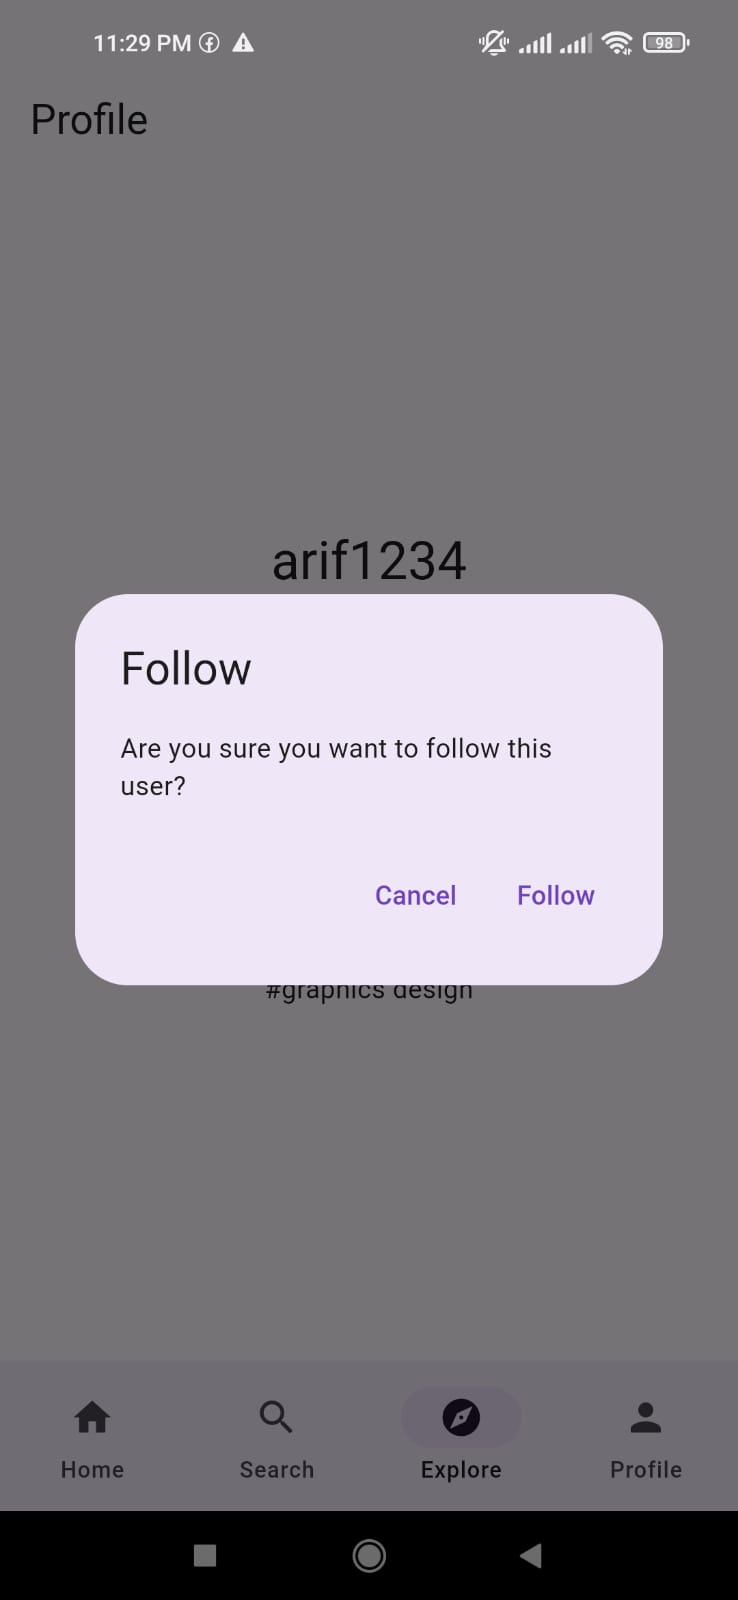 11:29 PM
98
Profile
arif1234
Follow
Are you sure you want to follow this
user?
Cancel Follow
#graphics design
Home Search Explore Profile